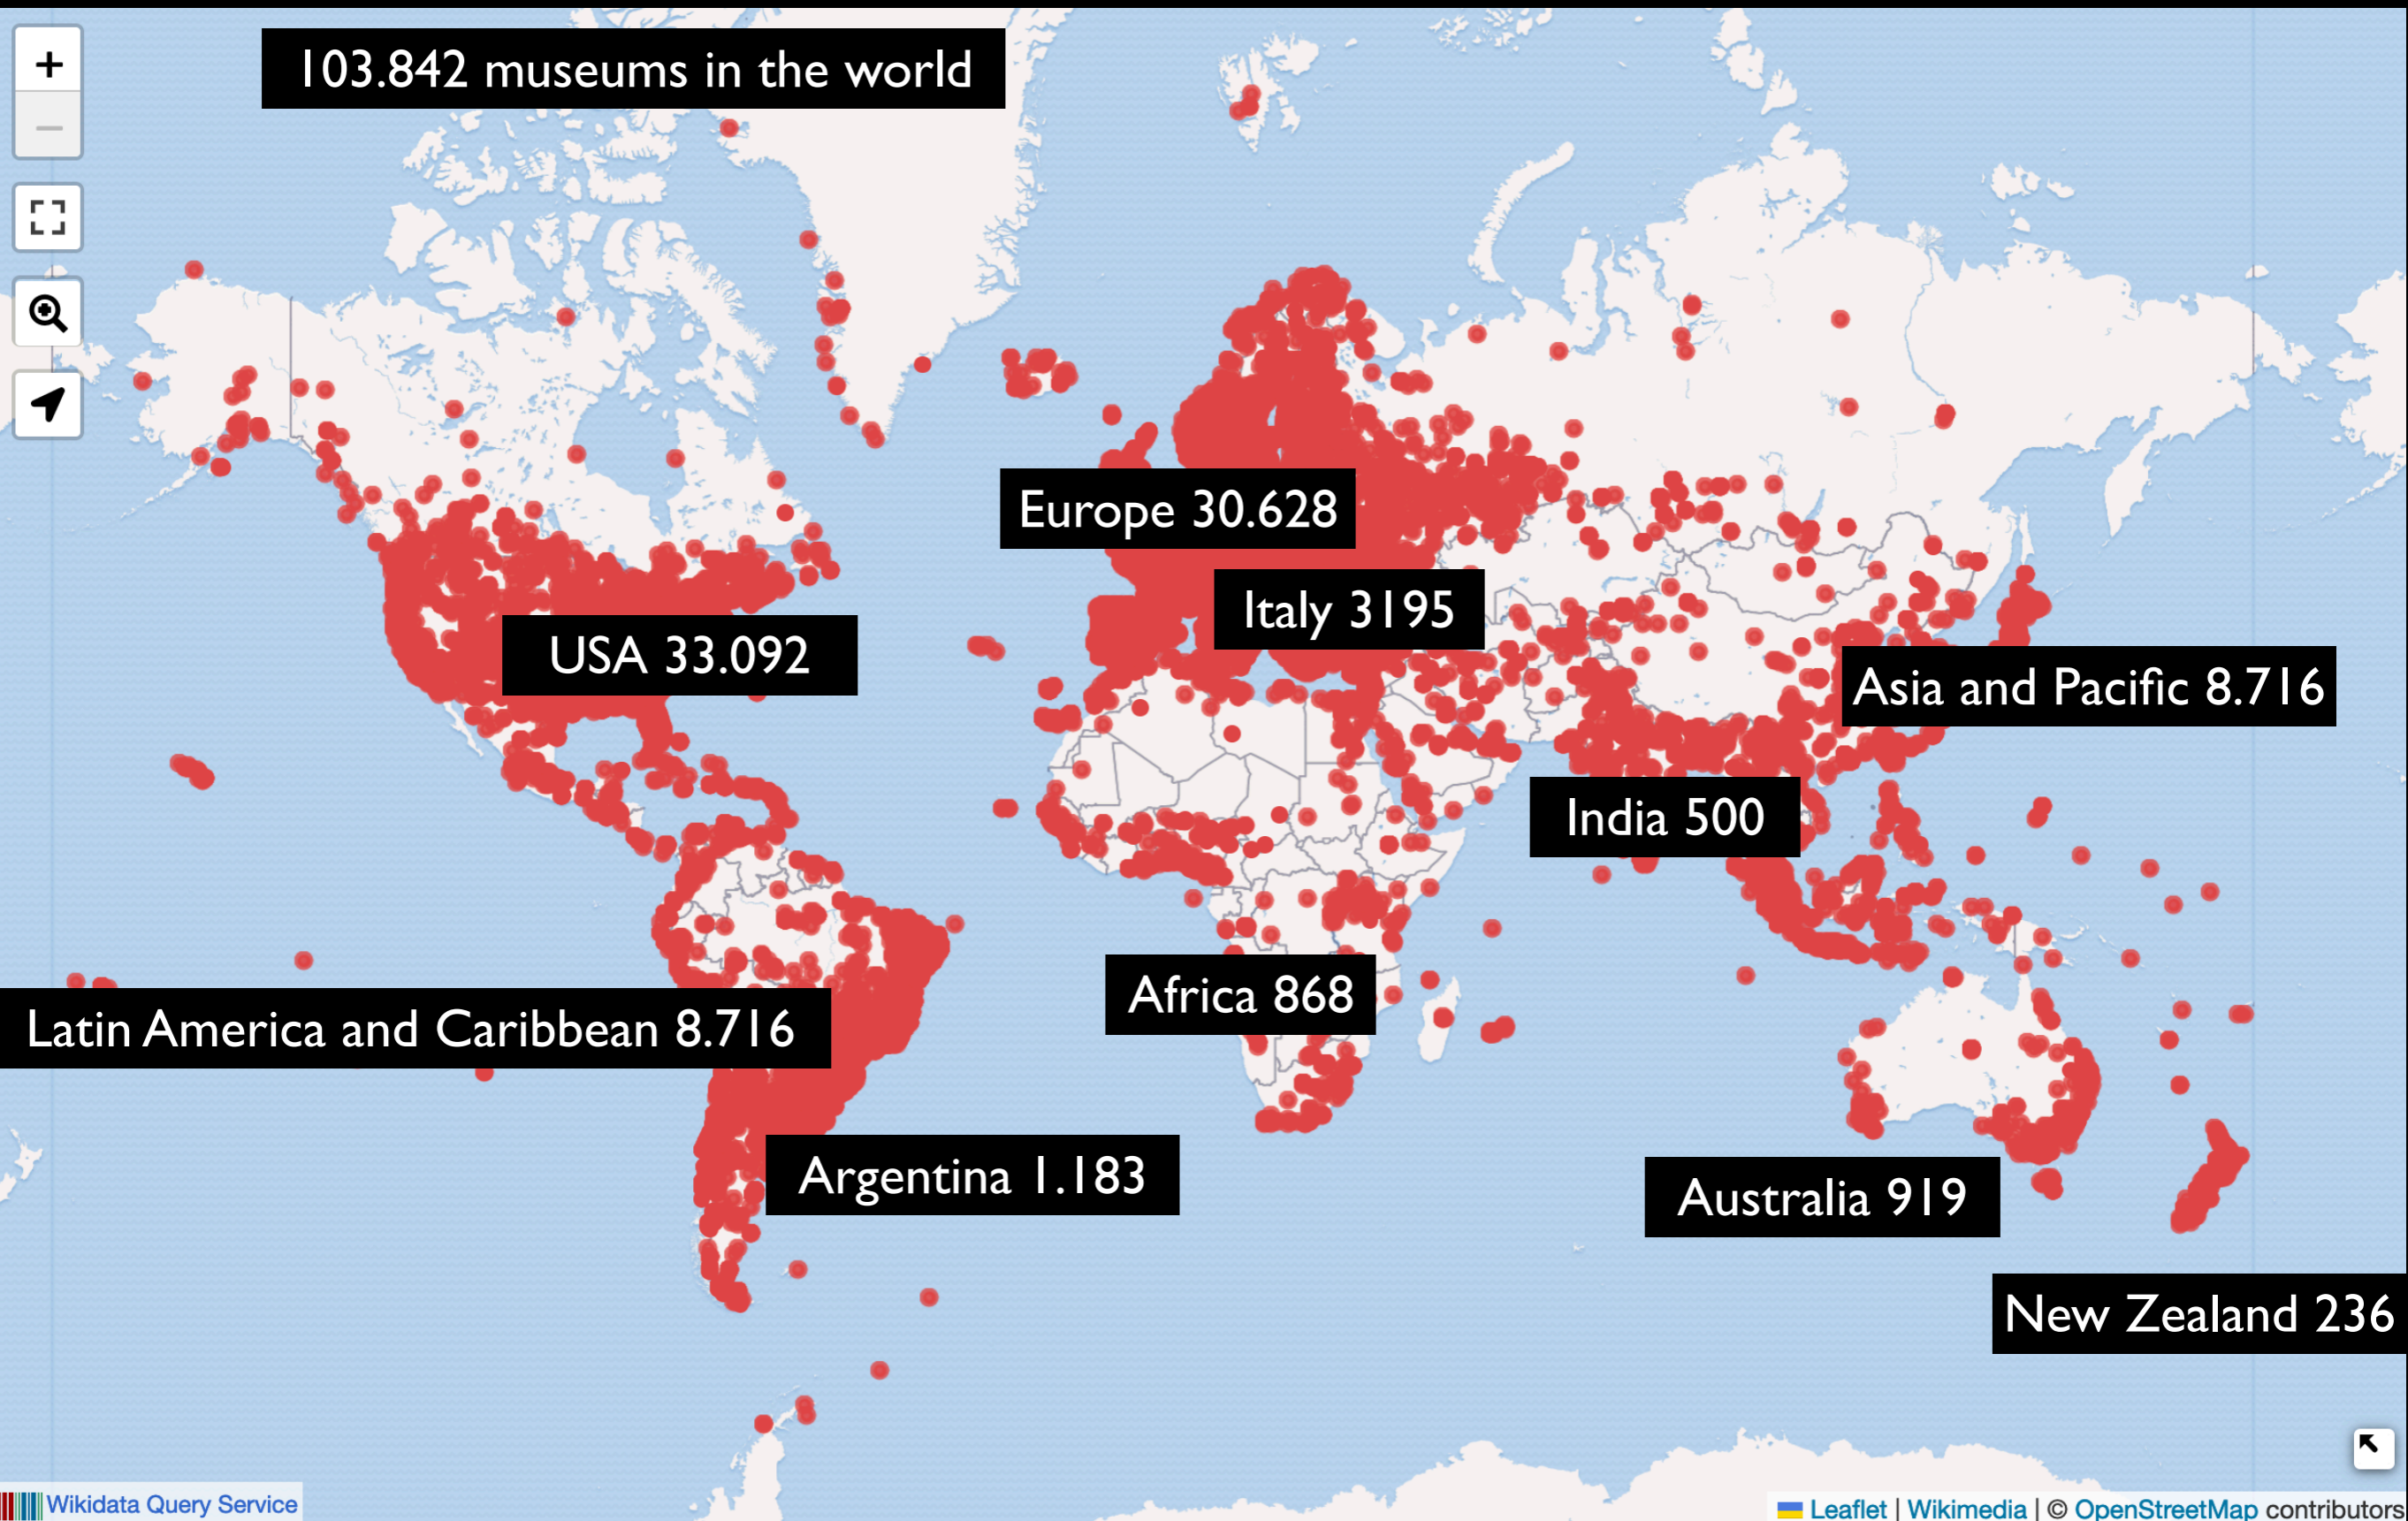 +
103.842 museums in the world
−
Europe 30.628
Italy 3195
USA 33.092
Asia and Pacific 8.716
India 500
Africa 868
Latin America and Caribbean 8.716
Argentina 1.183
Australia 919
New Zealand 236
Wikidata Query Service
Leaflet | Wikimedia | © OpenStreetMap contributors